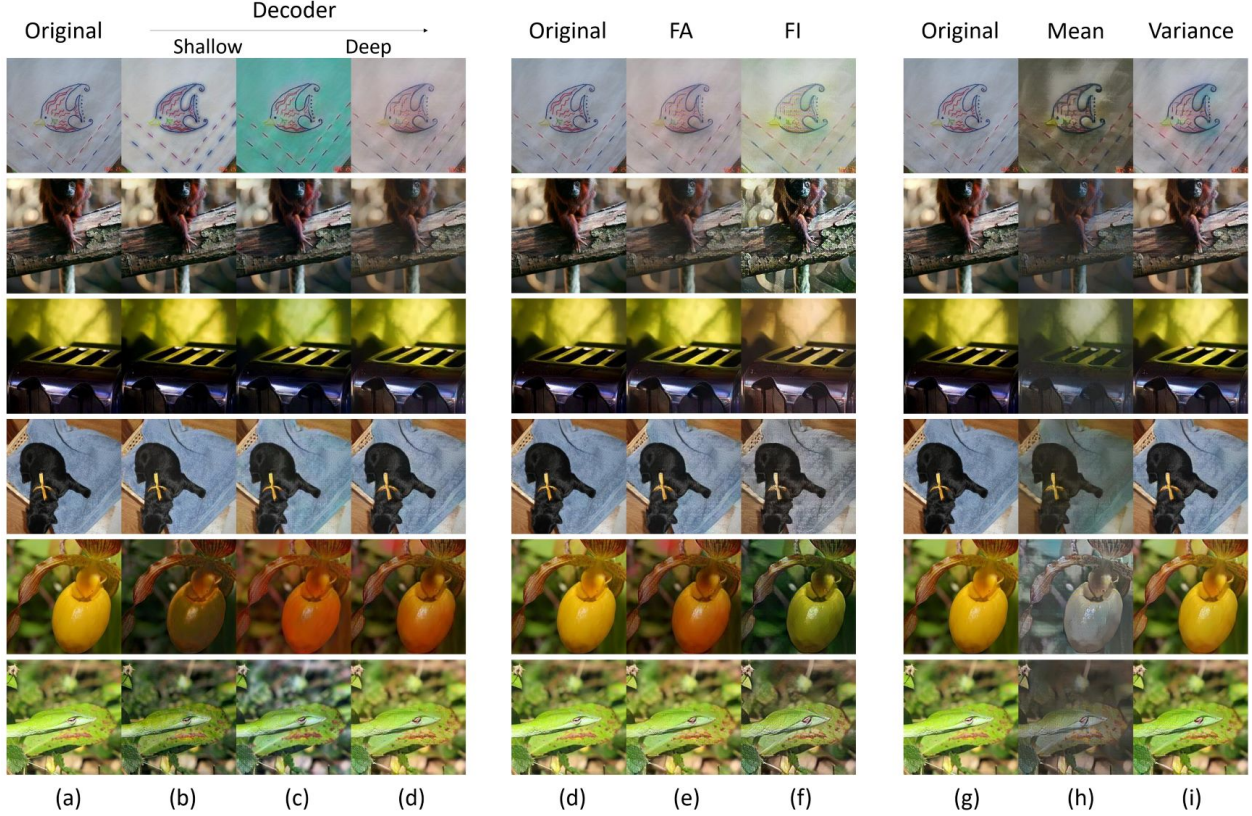 Decoder
Original Shallow Deep
Original FA FI
Original Mean Variance
(a) (b) (c) (d) (d) (e) (f) (g) (h) (i)